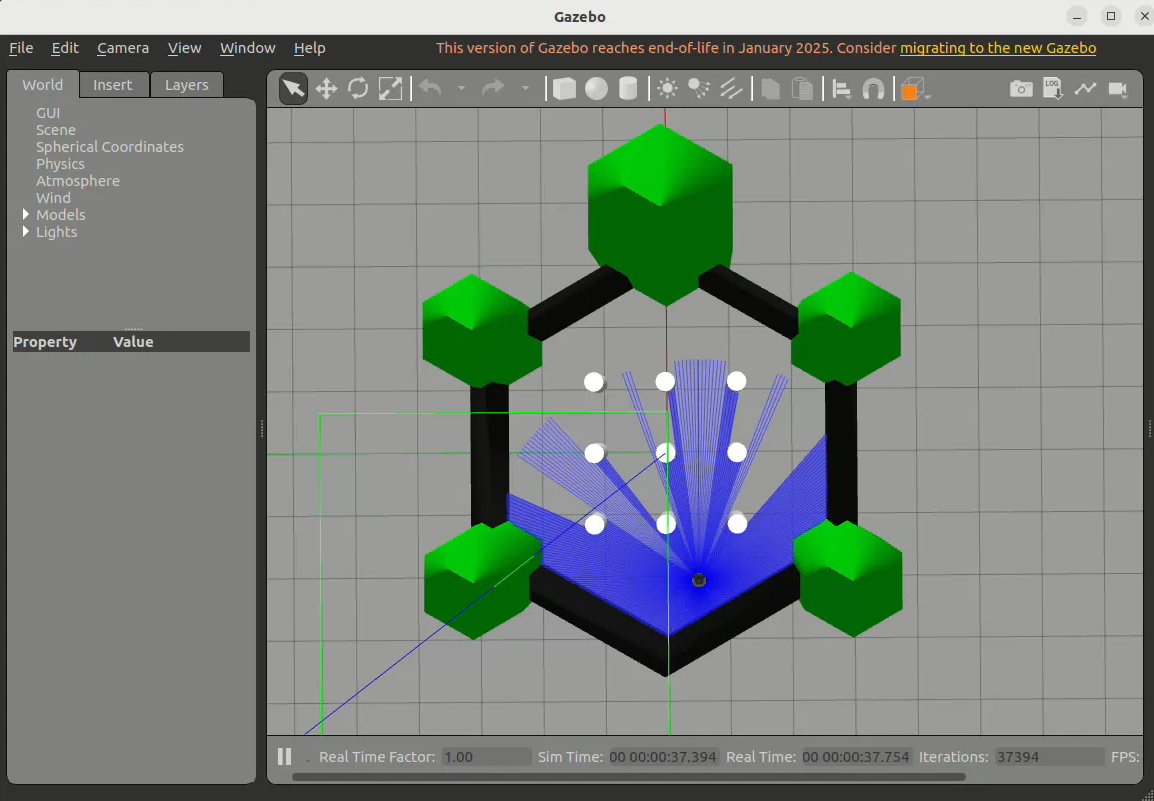 Gazebo
File Edit Camera View Window Help This version of Gazebo reaches end-of-life in January 2025. Consider migrating to the new Gazebo
World Insert Layers
LOG
GUI
Scene
Spherical Coordinates
Physics
Atmosphere
Wind
Models
Lights
Property Value
Real Time Factor: 1.00 Sim Time: 00 00:00:37.394 Real Time: 00 00:00:37.754 Iterations: 37394 FPS: